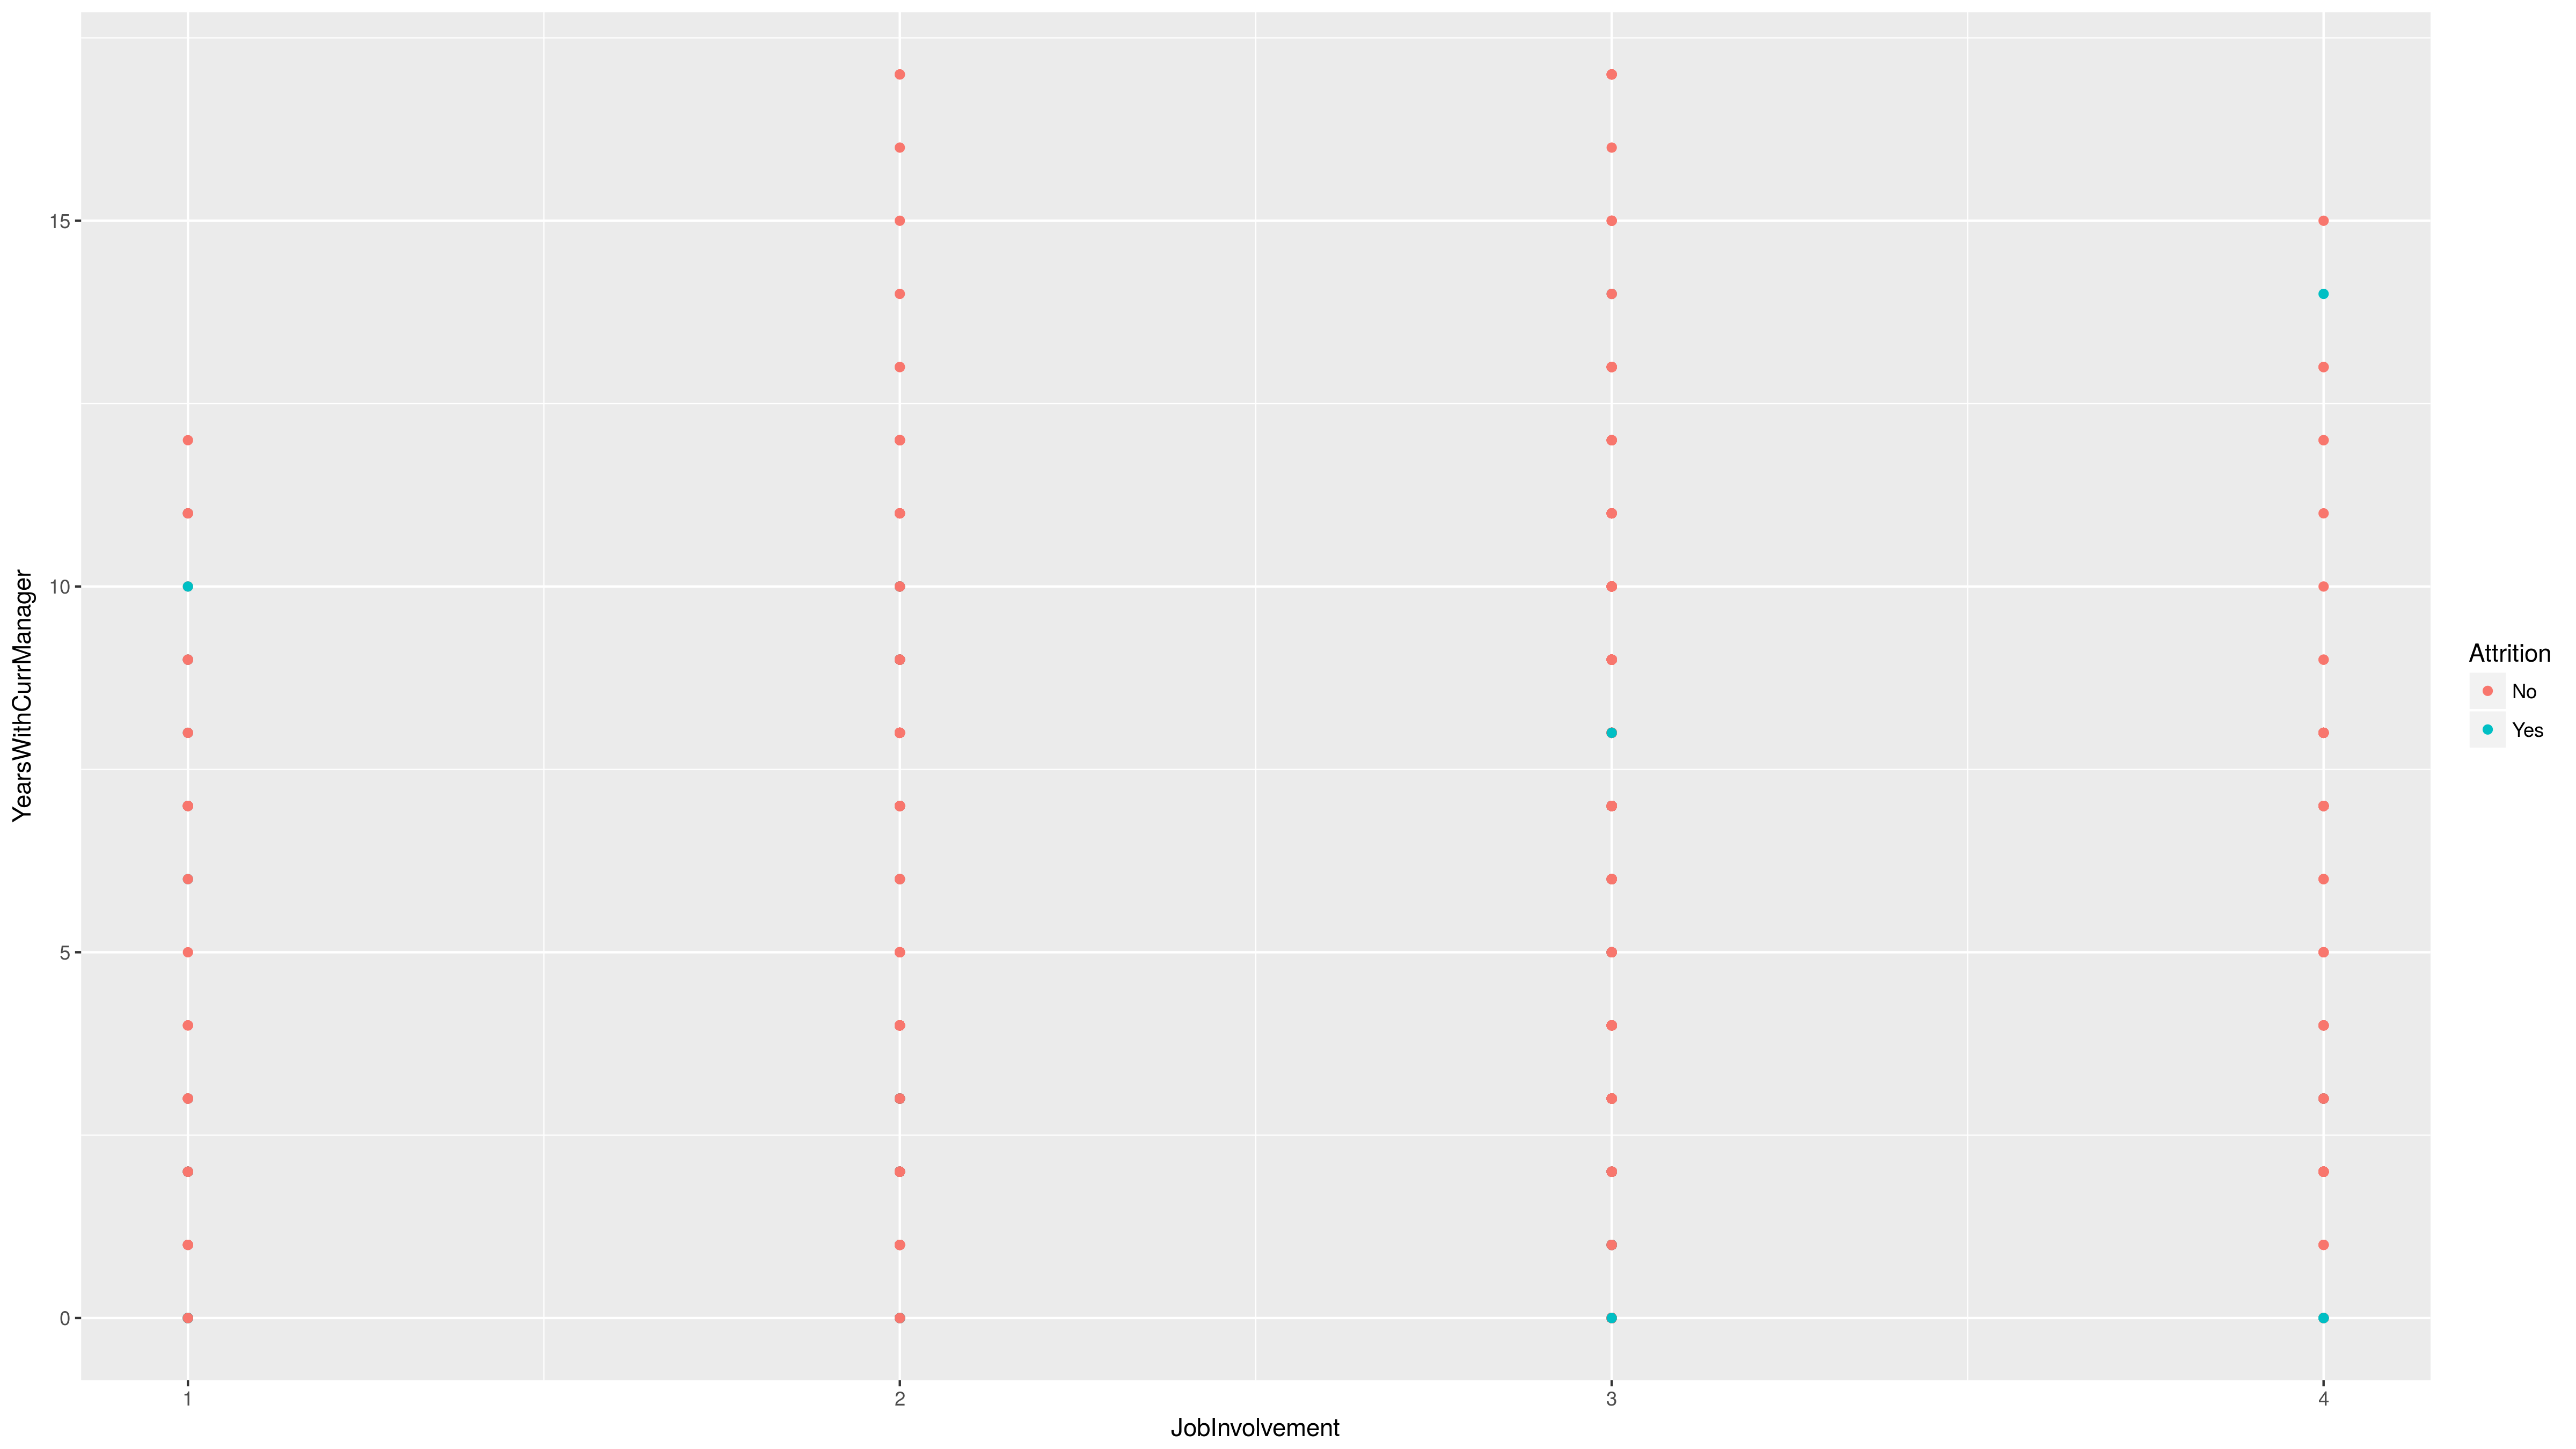 15
10
5
0
YearsWithCurrManager
1 2 3 4
JobInvolvement
Attrition
No
Yes